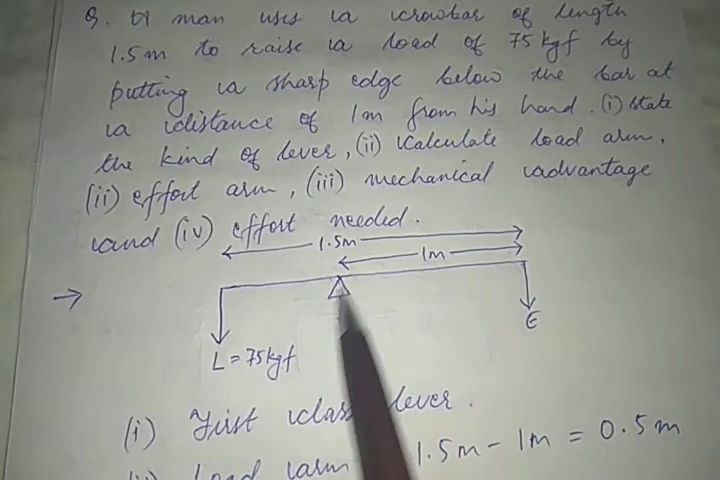 Q. A man uses a crowbar of length
1.5m to raise a load of 75 kgf by
putting a sharp edge below the bar at
a distance of 1m from his hand. (i) state
the kind of lever, (ii) calculate load arm,
(ii) effort arm, (iii) mechanical advantage
and (iv) effort needed.
1.5m
1m
→
E
L = 75kgf
(i) First class lever.
Load arm 1.5m - 1m = 0.5m